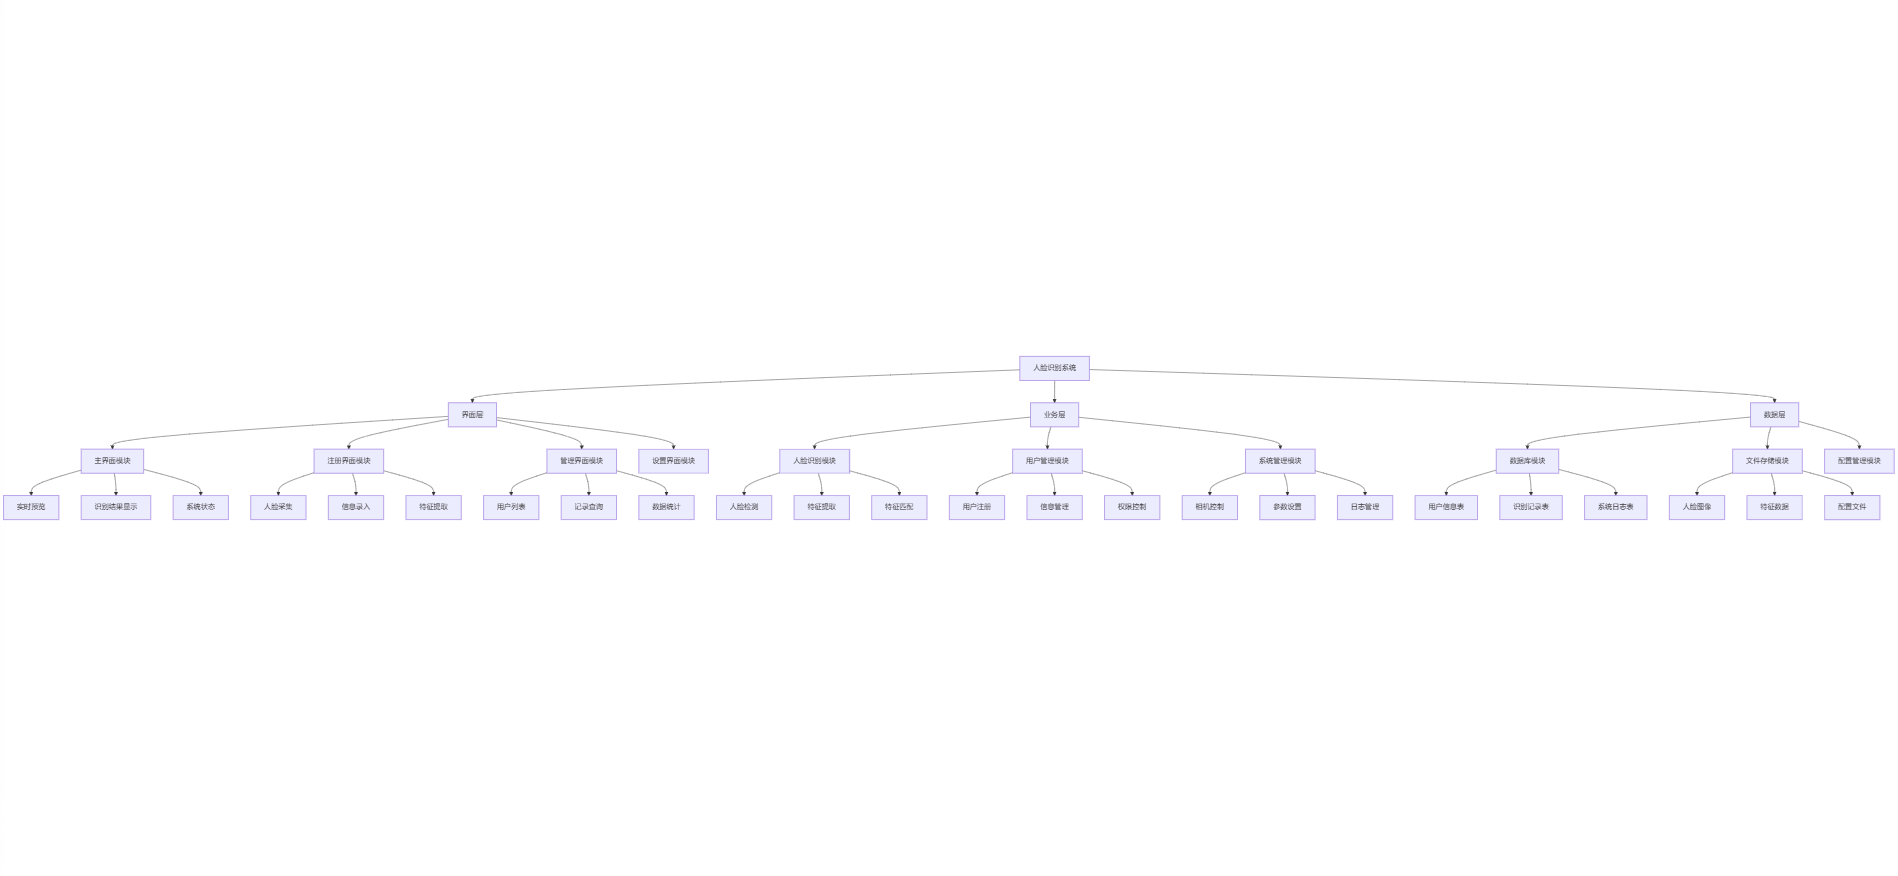 人脸识别系统
界面层
业务层
数据层
主界面模块
注册界面模块
管理界面模块
设置界面模块
人脸识别模块
用户管理模块
系统管理模块
数据库模块
文件存储模块
配置管理模块
实时预览
识别结果显示
系统状态
人脸采集
信息录入
特征提取
用户列表
记录查询
数据统计
人脸检测
特征提取
特征匹配
用户注册
信息管理
权限控制
相机控制
参数设置
日志管理
用户信息表
识别记录表
系统日志表
人脸图像
特征数据
配置文件